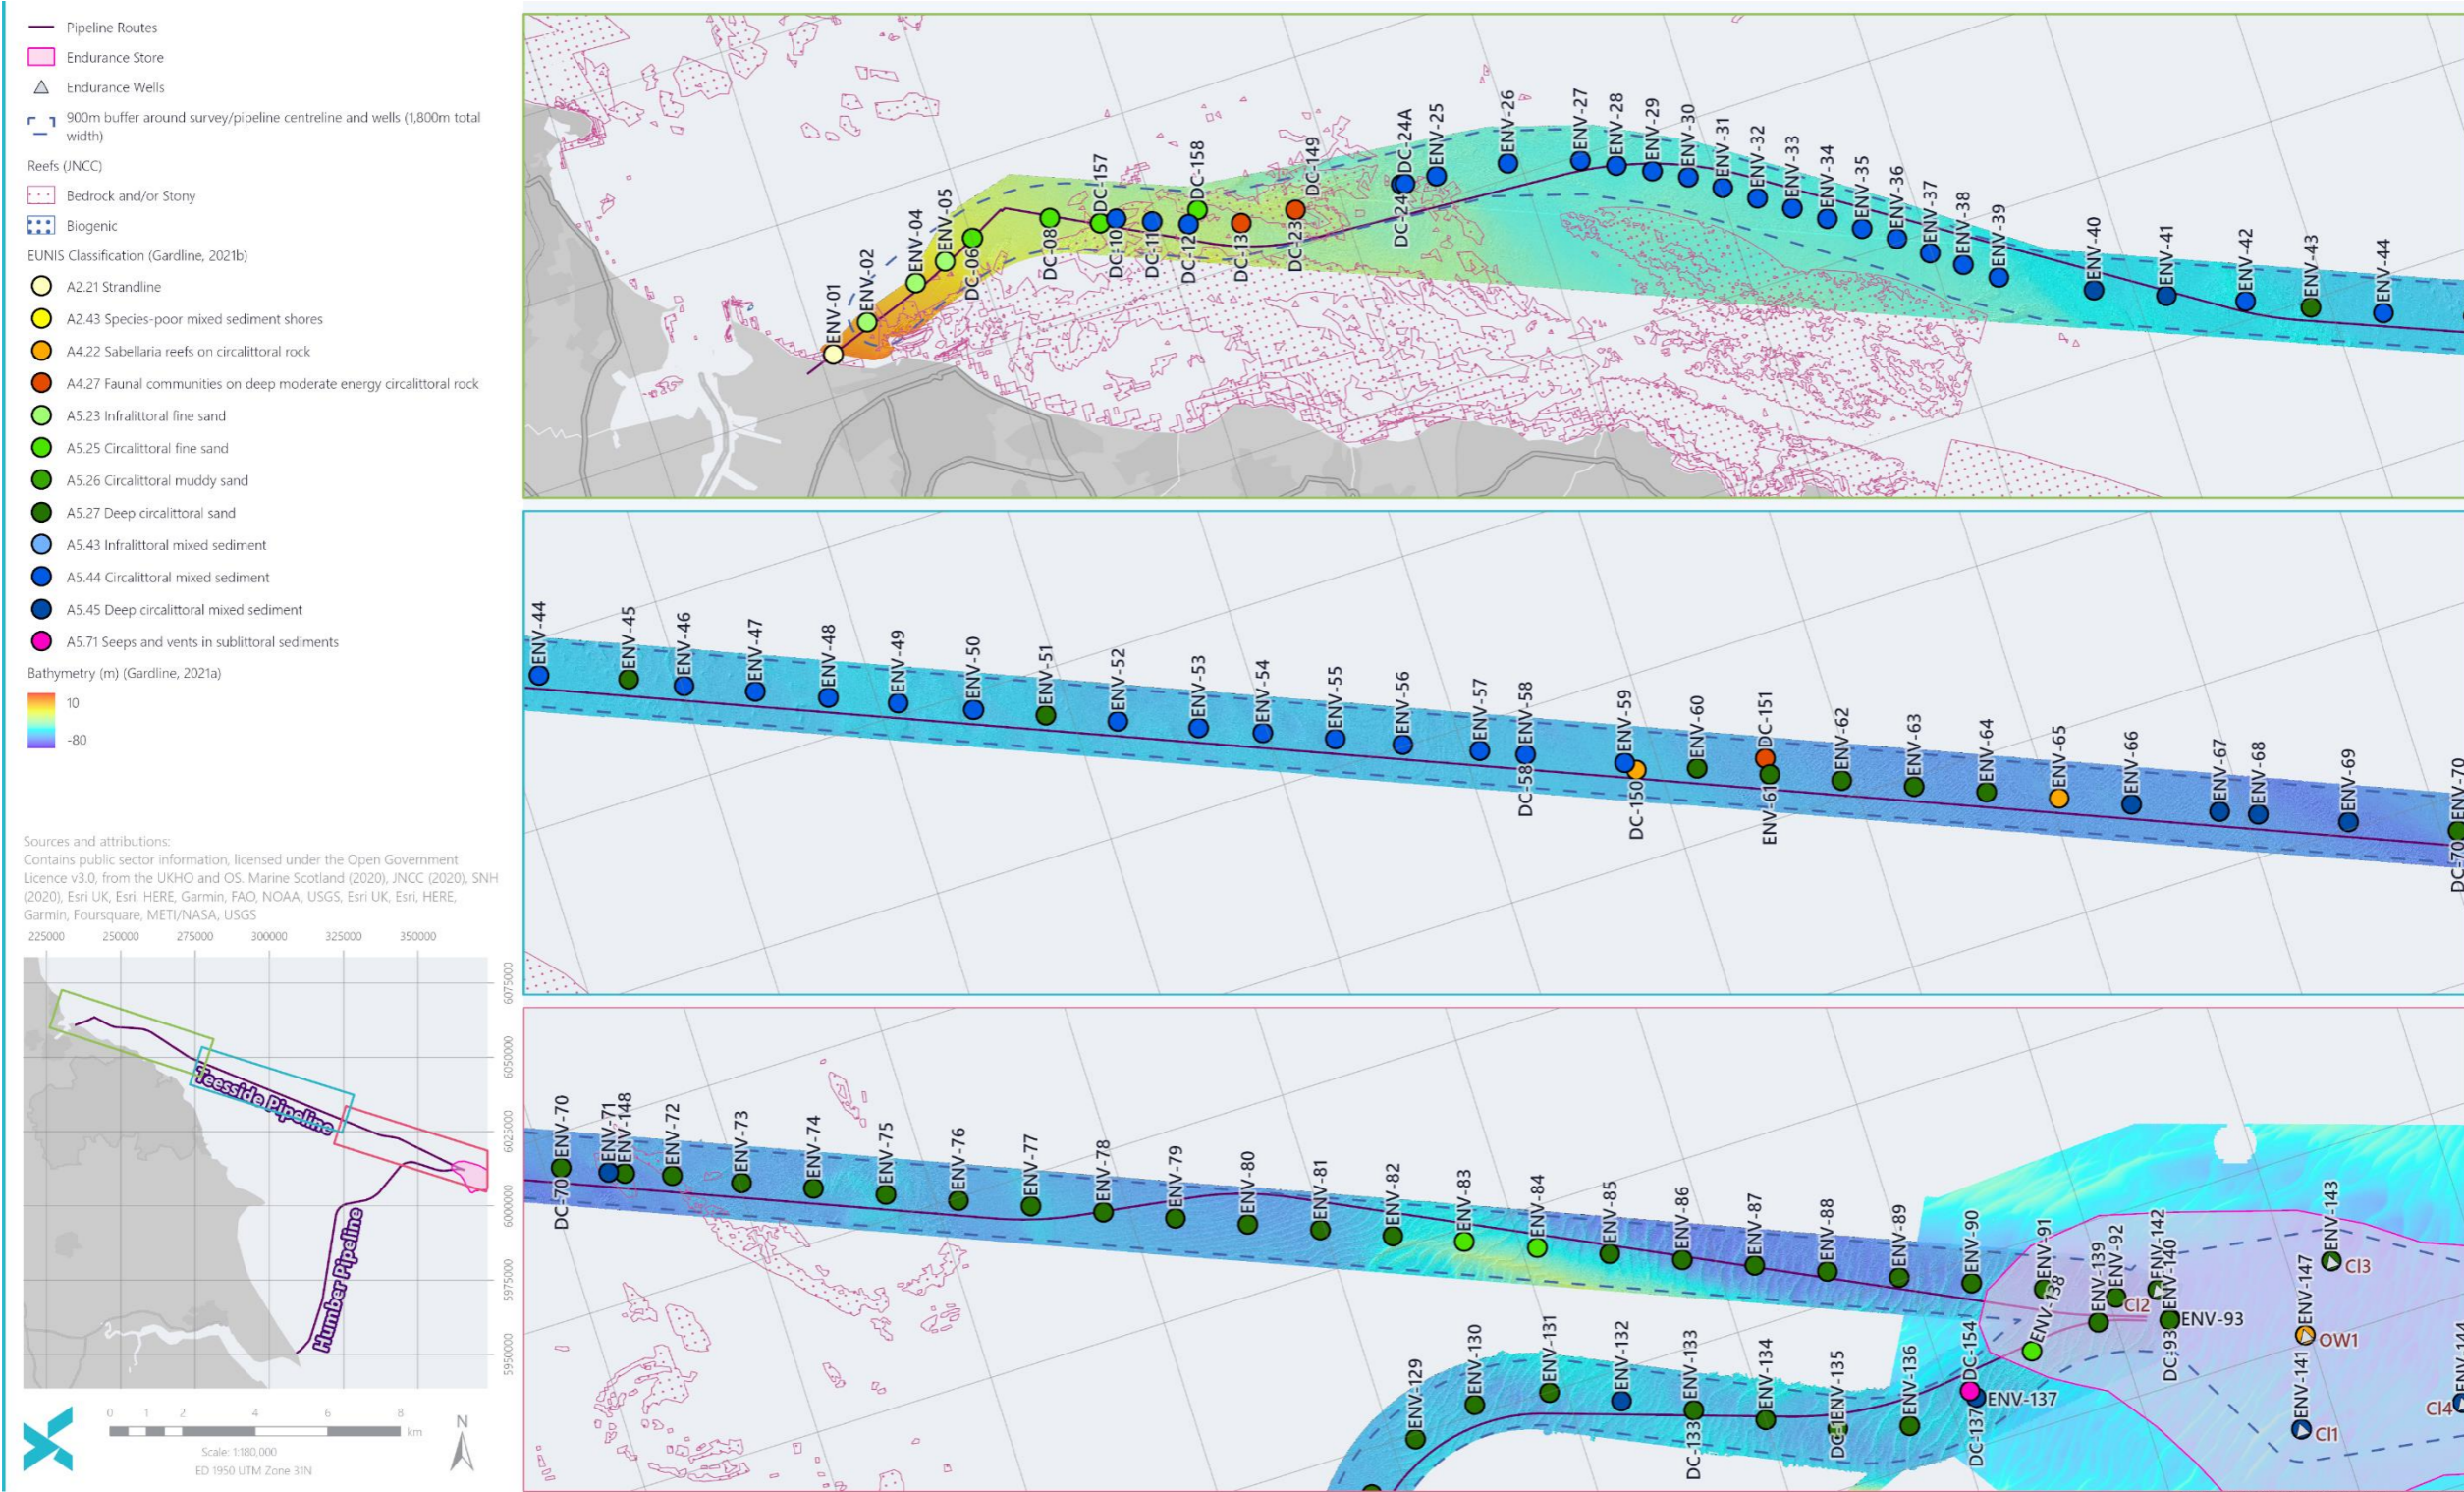 Pipeline Routes
Endurance Store
Endurance Wells
900m buffer around survey/pipeline centreline and wells (1,800m total
width)
Reefs (JNCC)
Bedrock and/or Stony
Biogenic
EUNIS Classification (Gardline, 2021b)
A2.21 Strandline
A2.43 Species-poor mixed sediment shores
A4.22 Sabellaria reefs on circalittoral rock
A4.27 Faunal communities on deep moderate energy circalittoral rock
A5.23 Infralittoral fine sand
A5.25 Circalittoral fine sand
A5.26 Circalittoral muddy sand
A5.27 Deep circalittoral sand
A5.43 Infralittoral mixed sediment
A5.44 Circalittoral mixed sediment
A5.45 Deep circalittoral mixed sediment
A5.71 Seeps and vents in sublittoral sediments
Bathymetry (m) (Gardline, 2021a)
10
-80
Sources and attributions:
Contains public sector information, licensed under the Open Government
Licence v3.0, from the UKHO and OS. Marine Scotland (2020), JNCC (2020), SNH
(2020), Esri UK, Esri, HERE, Garmin, FAO, NOAA, USGS, Esri UK, Esri, HERE,
Garmin, Foursquare, METI/NASA, USGS
225000 250000 275000 300000 325000 350000
6075000
6050000
6025000
6000000
5975000
5950000
Teesside Pipeline
Humber Pipeline
0 1 2 4 6 8 km
Scale: 1:180,000
ED 1950 UTM Zone 31N
N
ENV-01
ENV-02
ENV-04
ENV-05
DC-06
DC-08
DC-157
DC-10
DC-11
DC-12
DC-158
DC-13
DC-23
DC-149
DC-24
DC-24A
ENV-25
ENV-26
ENV-27
ENV-28
ENV-29
ENV-30
ENV-31
ENV-32
ENV-33
ENV-34
ENV-35
ENV-36
ENV-37
ENV-38
ENV-39
ENV-40
ENV-41
ENV-42
ENV-43
ENV-44
ENV-44
ENV-45
ENV-46
ENV-47
ENV-48
ENV-49
ENV-50
ENV-51
ENV-52
ENV-53
ENV-54
ENV-55
ENV-56
ENV-57
ENV-58
DC-58
ENV-59
DC-150
ENV-60
DC-151
ENV-61
ENV-62
ENV-63
ENV-64
ENV-65
ENV-66
ENV-67
ENV-68
ENV-69
ENV-70
DC-70
ENV-70
DC-70
ENV-71
ENV-148
ENV-72
ENV-73
ENV-74
ENV-75
ENV-76
ENV-77
ENV-78
ENV-79
ENV-80
ENV-81
ENV-82
ENV-83
ENV-84
ENV-85
ENV-86
ENV-87
ENV-88
ENV-89
ENV-90
ENV-91
ENV-138
ENV-139
ENV-92
CI2
ENV-142
ENV-140
ENV-93
DC-93
ENV-143
CI3
ENV-147
OW1
ENV-141
CI1
ENV-144
CI4
ENV-129
ENV-130
ENV-131
ENV-132
ENV-133
DC-133
ENV-134
ENV-135
ENV-136
DC-154
ENV-137
DC-137